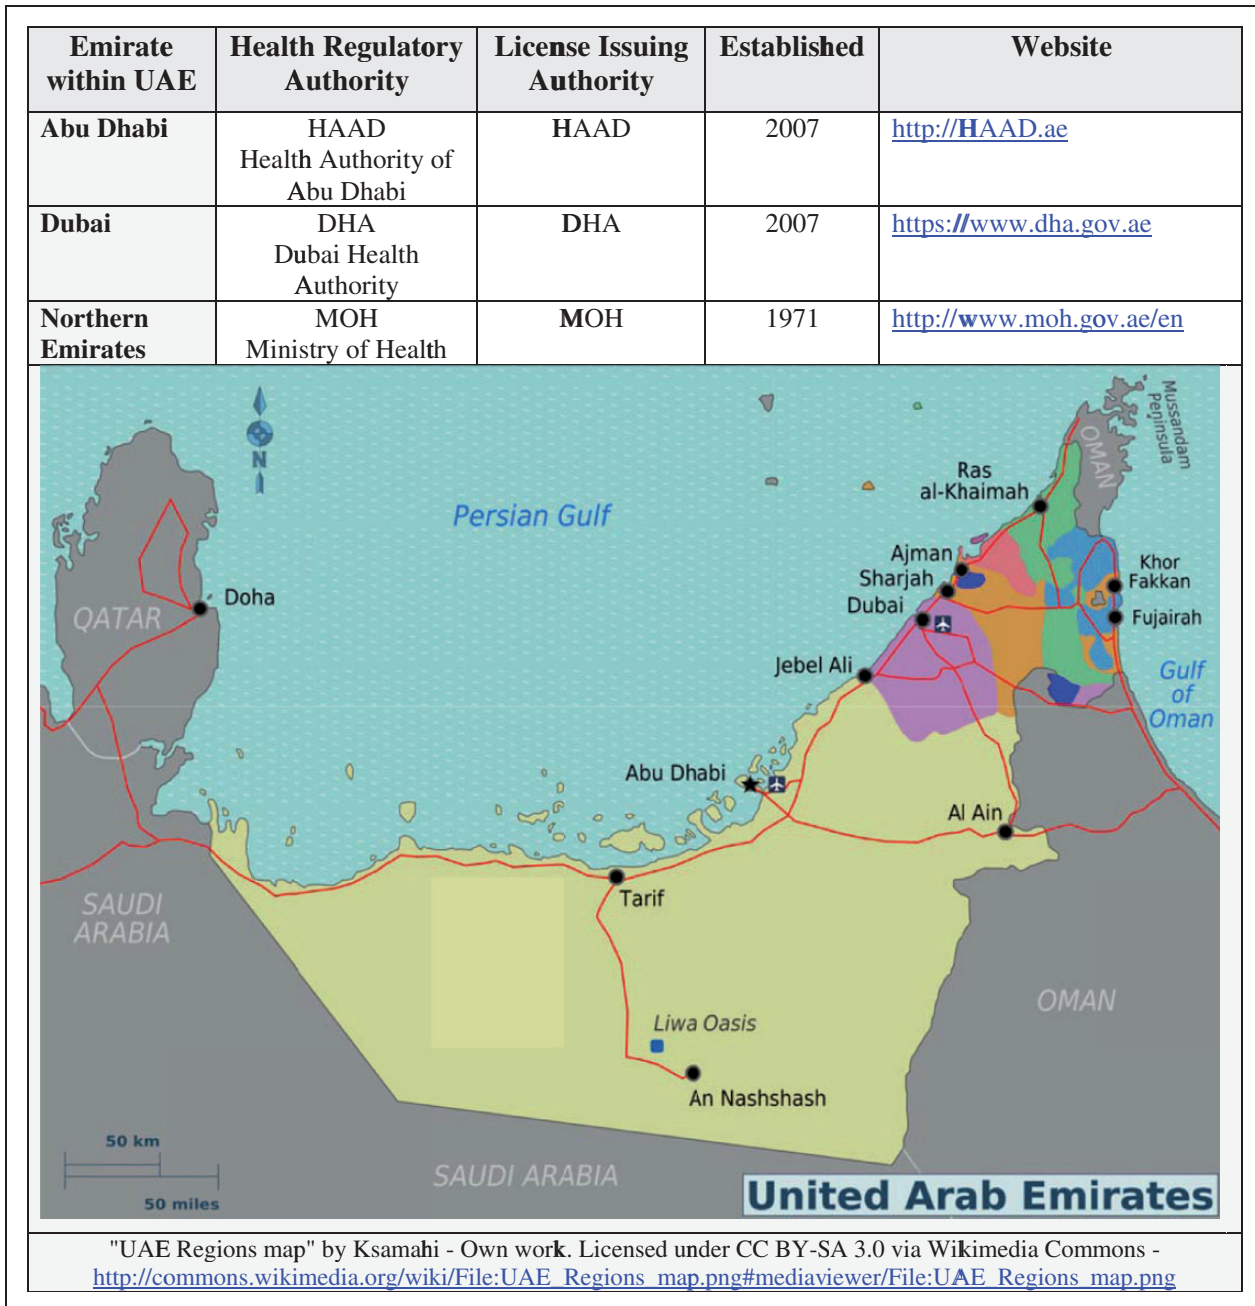 Emirate within UAE | Health Regulatory Authority | License Issuing Authority | Established | Website
Abu Dhabi | HAAD Health Authority of Abu Dhabi | HAAD | 2007 | http://HAAD.ae
Dubai | DHA Dubai Health Authority | DHA | 2007 | https://www.dha.gov.ae
Northern Emirates | MOH Ministry of Health | MOH | 1971 | http://www.moh.gov.ae/en
Mussandam
Peninsula
OMAN
N
Ras
al-Khaimah
Persian Gulf
Ajman
Khor
Fakkan
Sharjah
Doha
Dubai
QATAR
Fujairah
Jebel Ali
Gulf
of
Oman
Abu Dhabi
Al Ain
Tarif
SAUDI
ARABIA
OMAN
Liwa Oasis
An Nashshash
50 km
SAUDI ARABIA
50 miles
United Arab Emirates
"UAE Regions map" by Ksamahi - Own work. Licensed under CC BY-SA 3.0 via Wikimedia Commons -
http://commons.wikimedia.org/wiki/File:UAE_Regions_map.png#mediaviewer/File:UAE_Regions_map.png